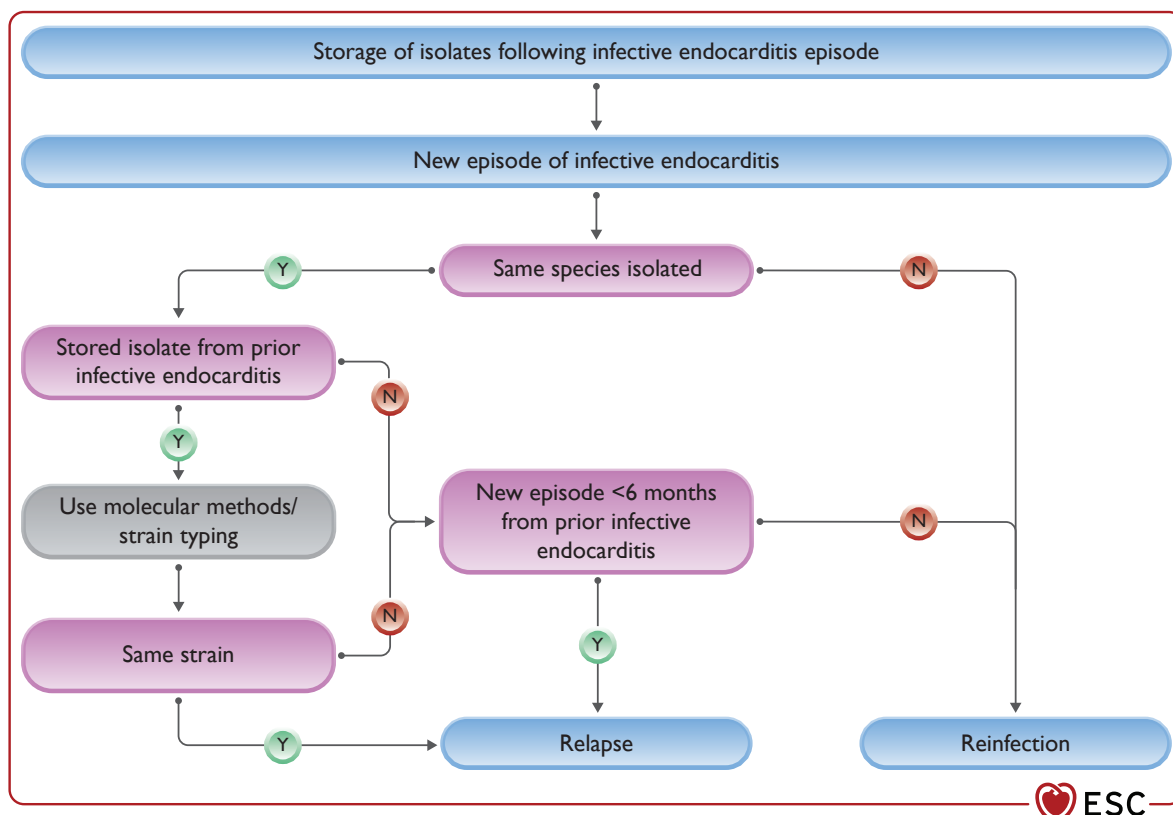 Storage of isolates following infective endocarditis episode
New episode of infective endocarditis
Y
Same species isolated
N
Stored isolate from prior
infective endocarditis
N
Y
Use molecular methods/
strain typing
New episode <6 months
from prior infective
endocarditis
N
Same strain
N
Y
Y
Relapse
Reinfection
ESC